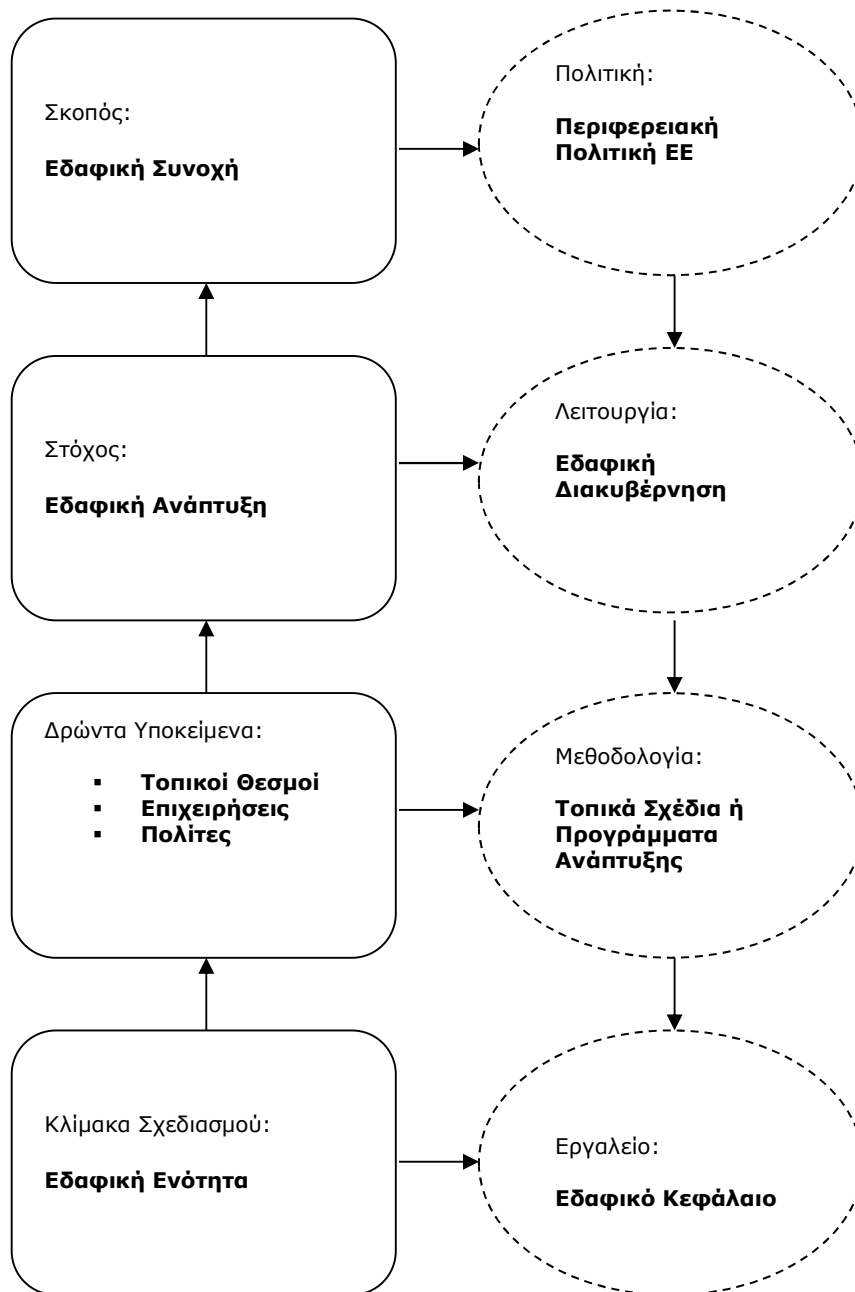 Σκοπός:
Εδαφική Συνοχή
Πολιτική:
Περιφερειακή
Πολιτική ΕΕ
Στόχος:
Εδαφική Ανάπτυξη
Λειτουργία:
Εδαφική
Διακυβέρνηση
Δρώντα Υποκείμενα:
▪ Τοπικοί Θεσμοί
▪ Επιχειρήσεις
▪ Πολίτες
Μεθοδολογία:
Τοπικά Σχέδια ή
Προγράμματα
Ανάπτυξης
Κλίμακα Σχεδιασμού:
Εδαφική Ενότητα
Εργαλείο:
Εδαφικό Κεφάλαιο